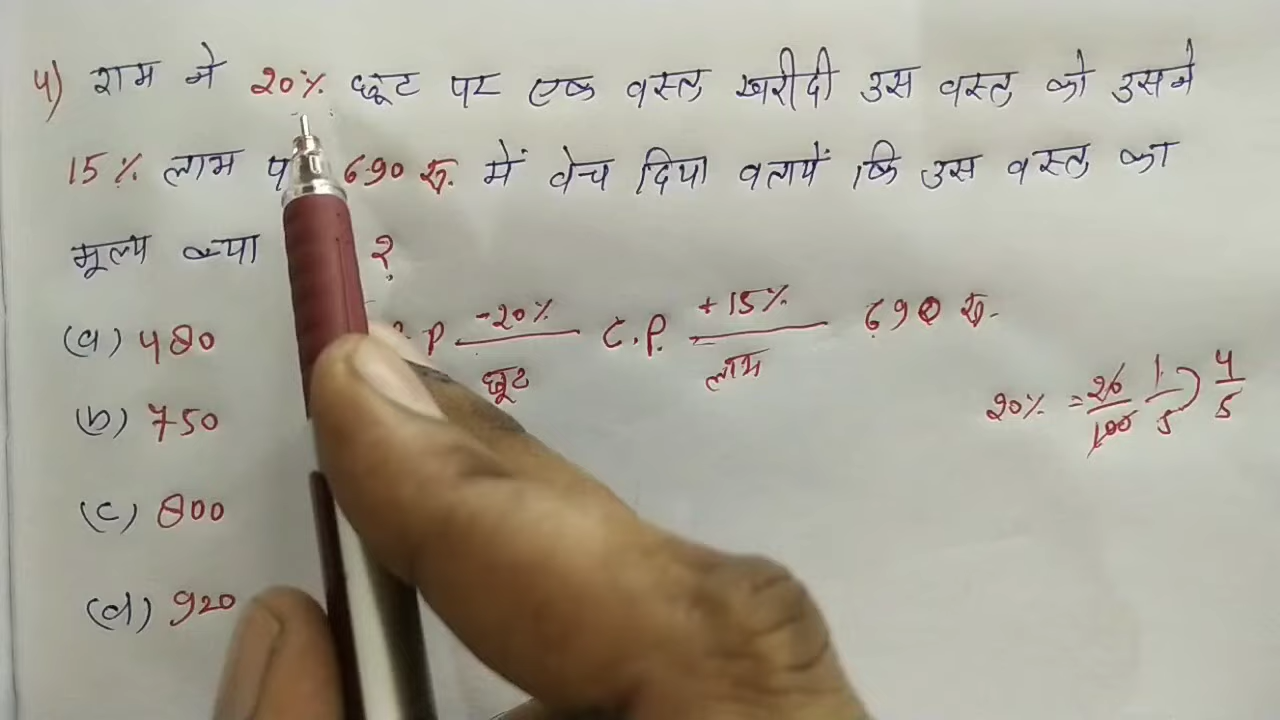 4) राम ने 20% छूट पर एक वस्तु खरीदी उस वस्तु को उसने
15% लाभ 690 रु. में बेच दिया बतायें कि उस वस्तु का
मूल्य क्या ?
(a) 480
P -20% C.P. +15% 690 रु.
छूट लाभ
20% = 20/100 1/5) 4/5
(b) 750
(c) 800
(d) 920